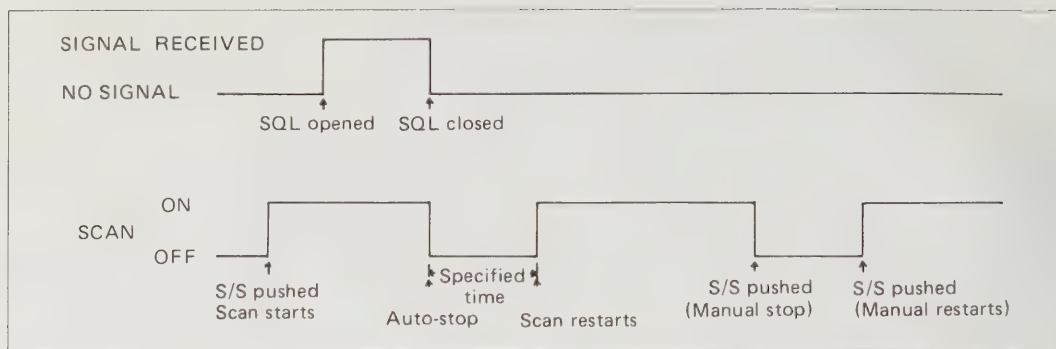 SIGNAL RECEIVED
NO SIGNAL
SQL opened
SQL closed
SCAN
ON
OFF
S/S pushed
Scan starts
Specified
time
Auto-stop
Scan restarts
S/S pushed
(Manual stop)
S/S pushed
(Manual restarts)